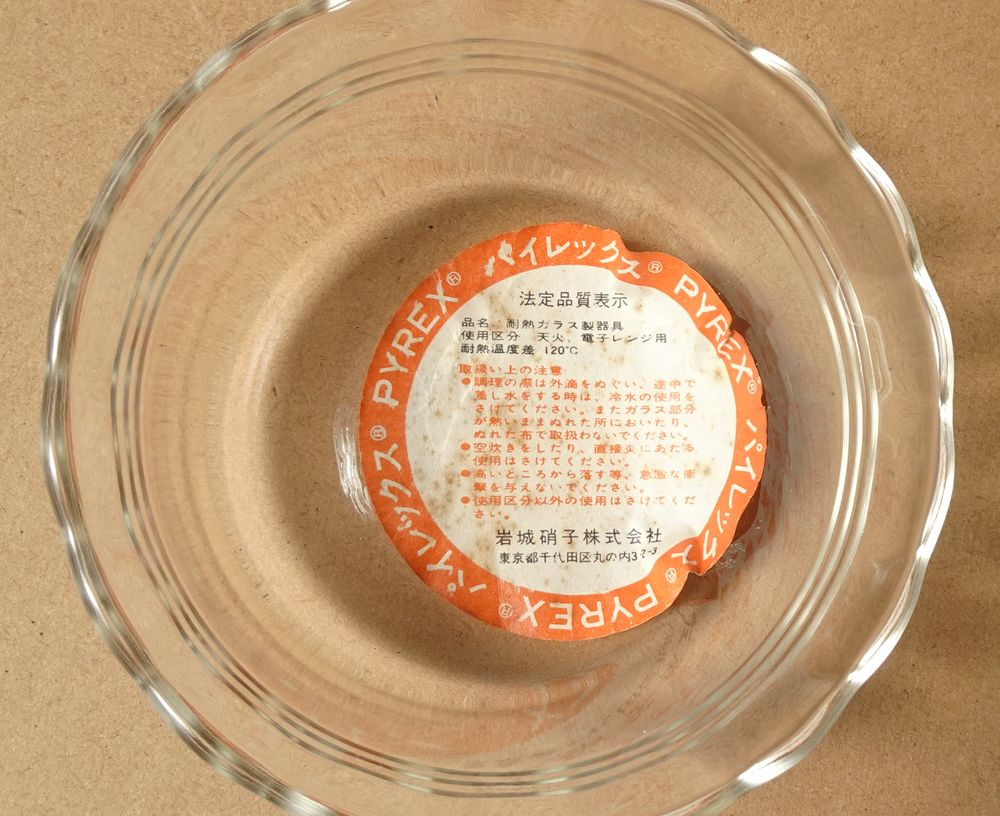 パイレックス® PYREX® パイレックス® PYREX® パイレックス® PYREX®
法定品質表示
品名 耐熱ガラス製器具
使用区分 天火、電子レンジ用
耐熱温度差 120°C
取扱い上の注意
●調理の際は外滴をぬぐい、途中で
差し水をする時は、冷水の使用を
さけてください。またガラス部分
が熱いままぬれた所においたり、
ぬれた布で取扱わないでください。
●空炊きをしたり、直接炎にあたる
使用はさけてください。
●高いところから落す等、急激な衝
撃を与えないでください。
●使用区分以外の使用はさけてくだ
さい。
岩城硝子株式会社
東京都千代田区丸の内3-2-3